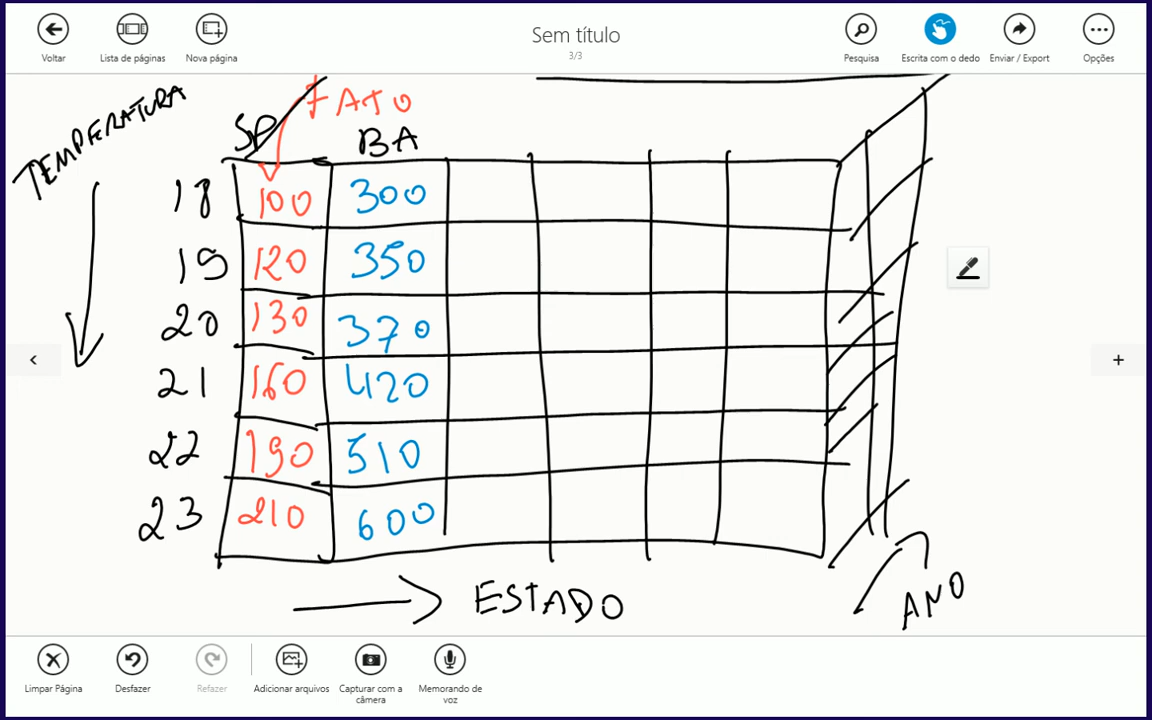 Sem título
3/3
Voltar
Lista de páginas
Nova página
Pesquisa
Escrita com o dedo
Enviar / Export
Opções
TEMPERATURA
FATO
SP BA
18 100 300
19 120 350
20 130 370
21 160 420
22 190 510
23 210 600
ESTADO
ANO
Limpar Página
Desfazer
Refazer
Adicionar arquivos
Capturar com a
câmera
Memorando de
voz